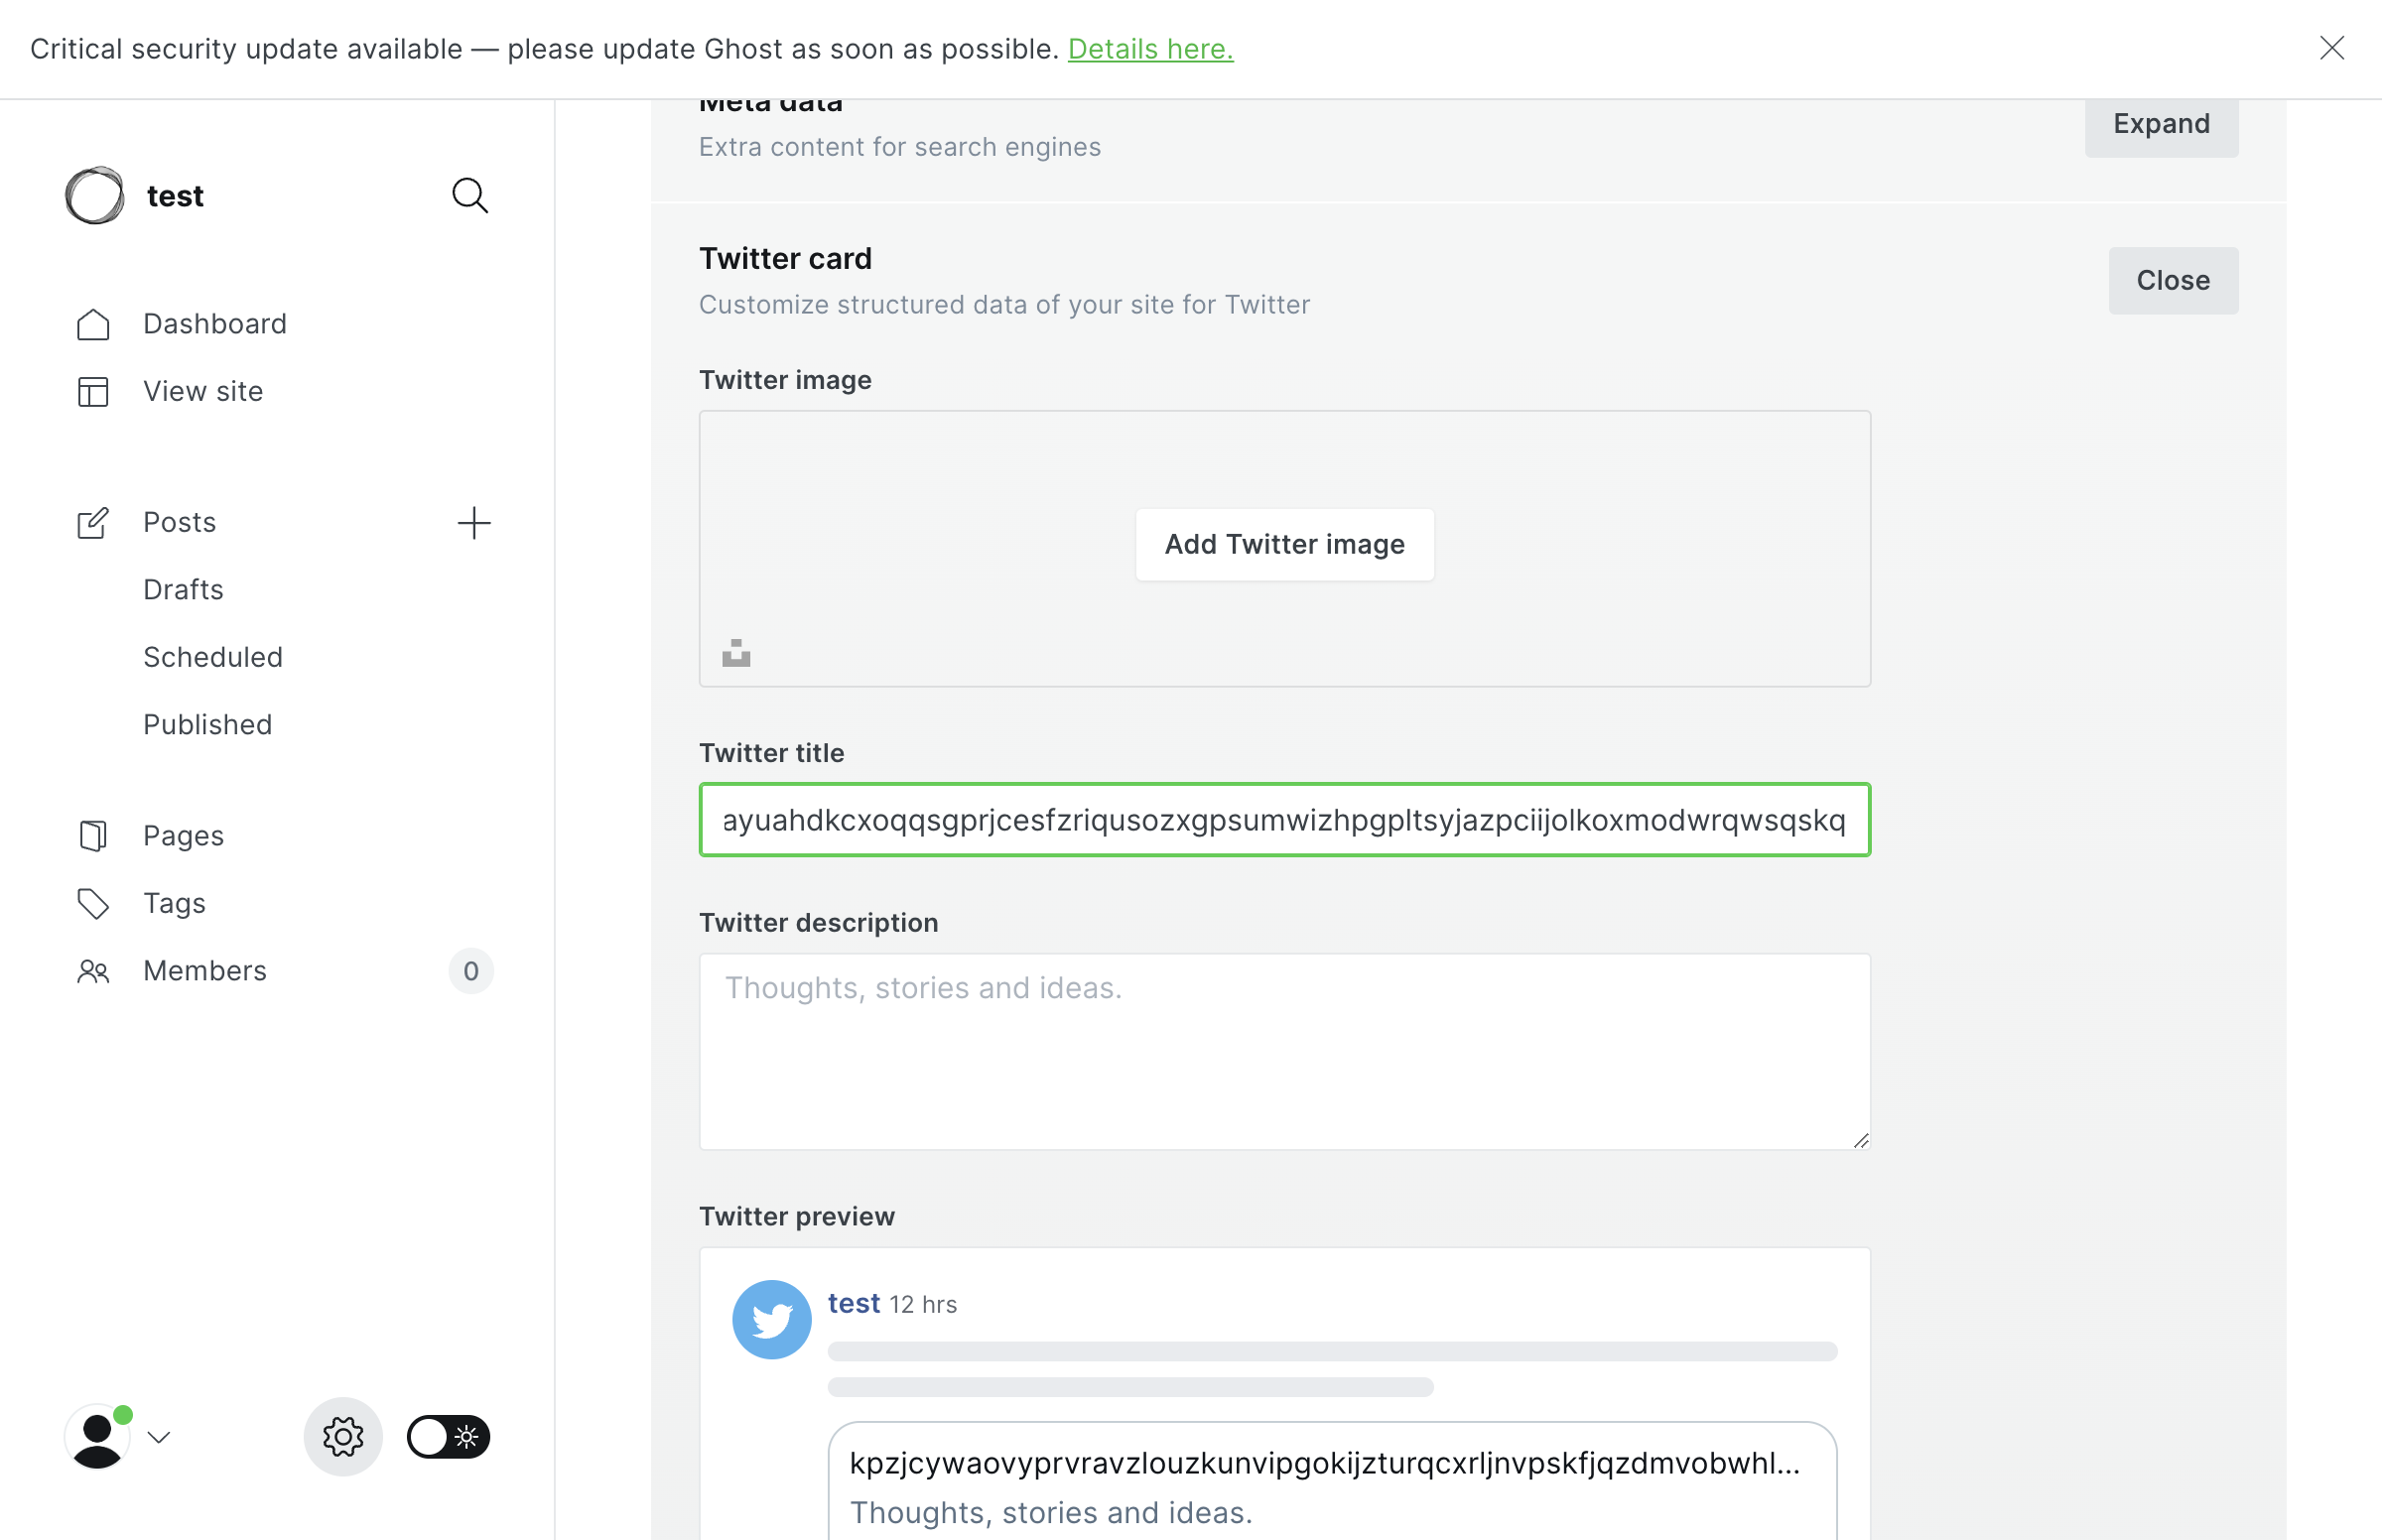 Critical security update available — please update Ghost as soon as possible. Details here.
test
Dashboard
View site
Posts
Drafts
Scheduled
Published
Pages
Tags
Members 0
Meta data
Extra content for search engines
Expand
Twitter card
Customize structured data of your site for Twitter
Close
Twitter image
Add Twitter image
Twitter title
ayuahdkcxoqqsgprjcesfzriqusozxgpsumwizhpgpltsyjazpciijolkoxmodwrqwsqskq
Twitter description
Thoughts, stories and ideas.
Twitter preview
test 12 hrs
kpzjcywaovyprvravzlouzkunvipgokijzturqcxrljnvpskfjqzdmvobwhl...
Thoughts, stories and ideas.